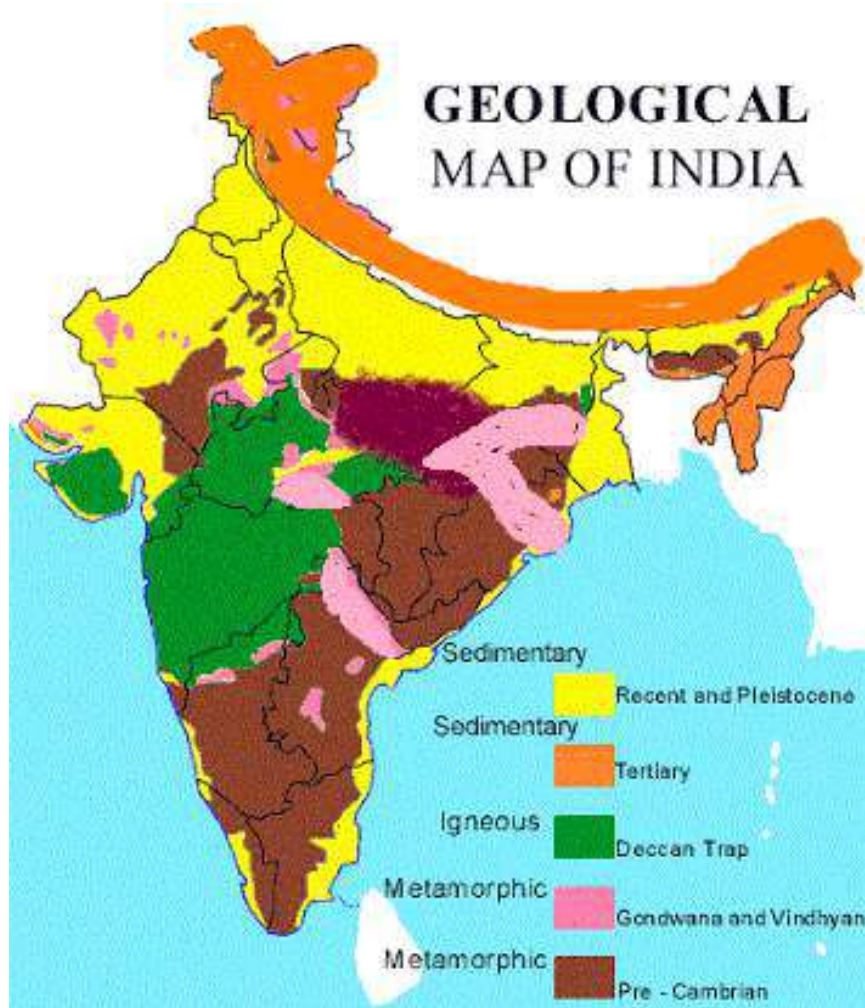 GEOLOGICAL
MAP OF INDIA
Sedimentary
Recent and Pleistocene
Sedimentary
Tertiary
Igneous
Deccan Trap
Metamorphic
Gondwana and Vindhyan
Metamorphic
Pre - Cambrian